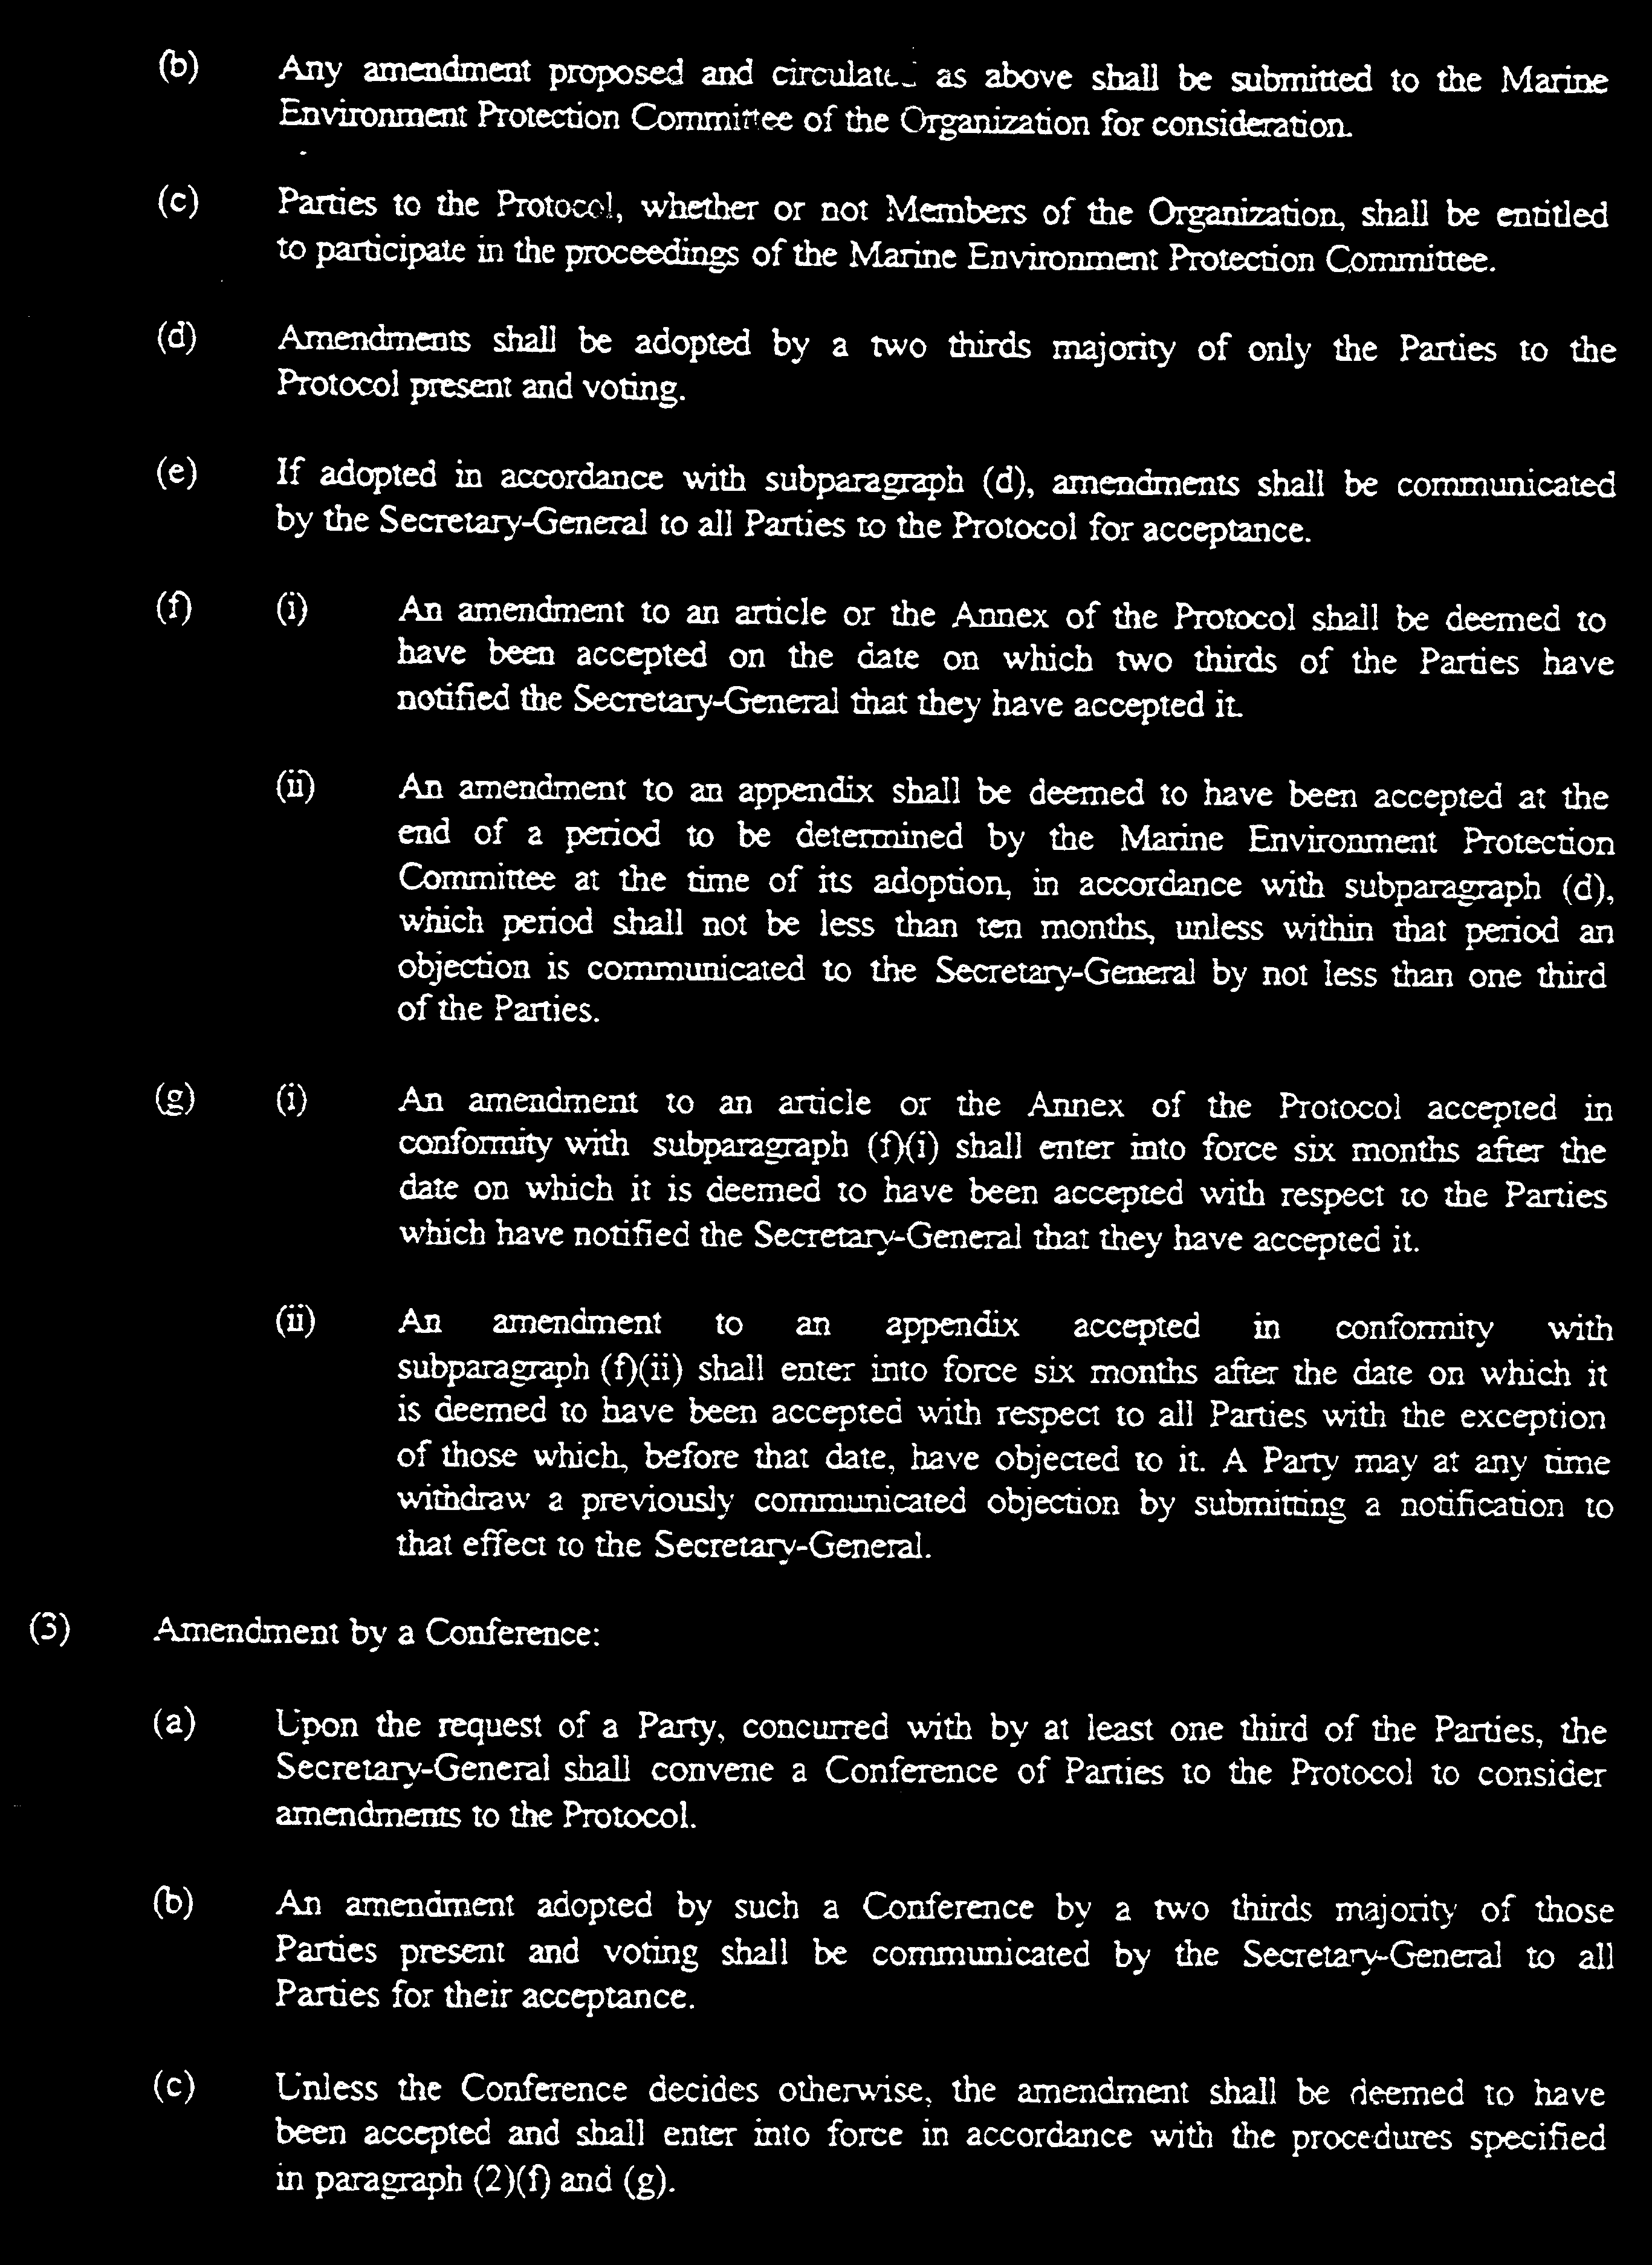 (b) Any amendment proposed and circulated as above shall be submitted to the Marine
Environment Protection Committee of the Organization for consideration.
(c) Parties to the Protocol, whether or not Members of the Organization, shall be entitled
to participate in the proceedings of the Marine Environment Protection Committee.
(d) Amendments shall be adopted by a two thirds majority of only the Parties to the
Protocol present and voting.
(e) If adopted in accordance with subparagraph (d), amendments shall be communicated
by the Secretary-General to all Parties to the Protocol for acceptance.
(f) (i) An amendment to an article or the Annex of the Protocol shall be deemed to
have been accepted on the date on which two thirds of the Parties have
notified the Secretary-General that they have accepted it.
(ii) An amendment to an appendix shall be deemed to have been accepted at the
end of a period to be determined by the Marine Environment Protection
Committee at the time of its adoption, in accordance with subparagraph (d),
which period shall not be less than ten months, unless within that period an
objection is communicated to the Secretary-General by not less than one third
of the Parties.
(g) (i) An amendment to an article or the Annex of the Protocol accepted in
conformity with subparagraph (f)(i) shall enter into force six months after the
date on which it is deemed to have been accepted with respect to the Parties
which have notified the Secretary-General that they have accepted it.
(ii) An amendment to an appendix accepted in conformity with
subparagraph (f)(ii) shall enter into force six months after the date on which it
is deemed to have been accepted with respect to all Parties with the exception
of those which, before that date, have objected to it. A Party may at any time
withdraw a previously communicated objection by submitting a notification to
that effect to the Secretary-General.
(3) Amendment by a Conference:
(a) Upon the request of a Party, concurred with by at least one third of the Parties, the
Secretary-General shall convene a Conference of Parties to the Protocol to consider
amendments to the Protocol.
(b) An amendment adopted by such a Conference by a two thirds majority of those
Parties present and voting shall be communicated by the Secretary-General to all
Parties for their acceptance.
(c) Unless the Conference decides otherwise, the amendment shall be deemed to have
been accepted and shall enter into force in accordance with the procedures specified
in paragraph (2)(f) and (g).